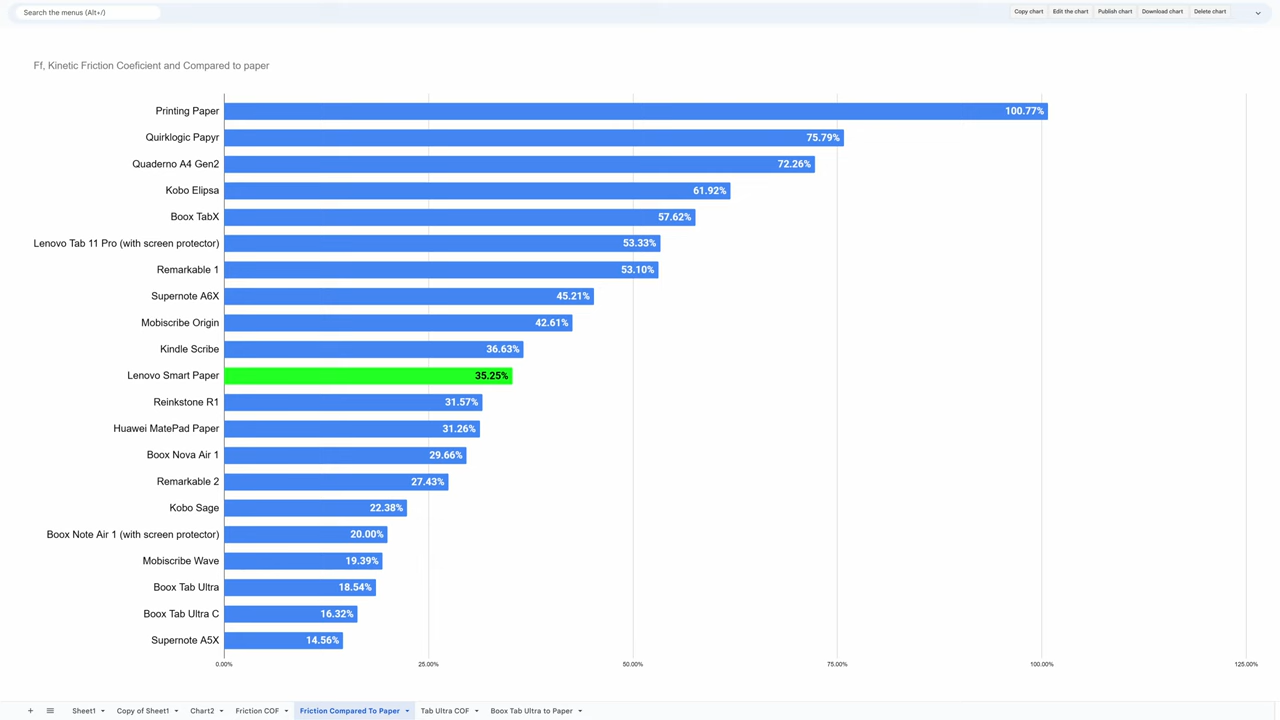 Search the menus (Alt+/)
Copy chart Edit the chart Publish chart Download chart Delete chart
Ff, Kinetic Friction Coeficient and Compared to paper
Printing Paper 100.77%
Quirklogic Papyr 75.79%
Quaderno A4 Gen2 72.26%
Kobo Elipsa 61.92%
Boox TabX 57.62%
Lenovo Tab 11 Pro (with screen protector) 53.33%
Remarkable 1 53.10%
Supernote A6X 45.21%
Mobiscribe Origin 42.61%
Kindle Scribe 36.63%
Lenovo Smart Paper 35.25%
Reinkstone R1 31.57%
Huawei MatePad Paper 31.26%
Boox Nova Air 1 29.66%
Remarkable 2 27.43%
Kobo Sage 22.38%
Boox Note Air 1 (with screen protector) 20.00%
Mobiscribe Wave 19.39%
Boox Tab Ultra 18.54%
Boox Tab Ultra C 16.32%
Supernote A5X 14.56%
0.00% 25.00% 50.00% 75.00% 100.00% 125.00%
Sheet1 Copy of Sheet1 Chart2 Friction COF Friction Compared To Paper Tab Ultra COF Boox Tab Ultra to Paper